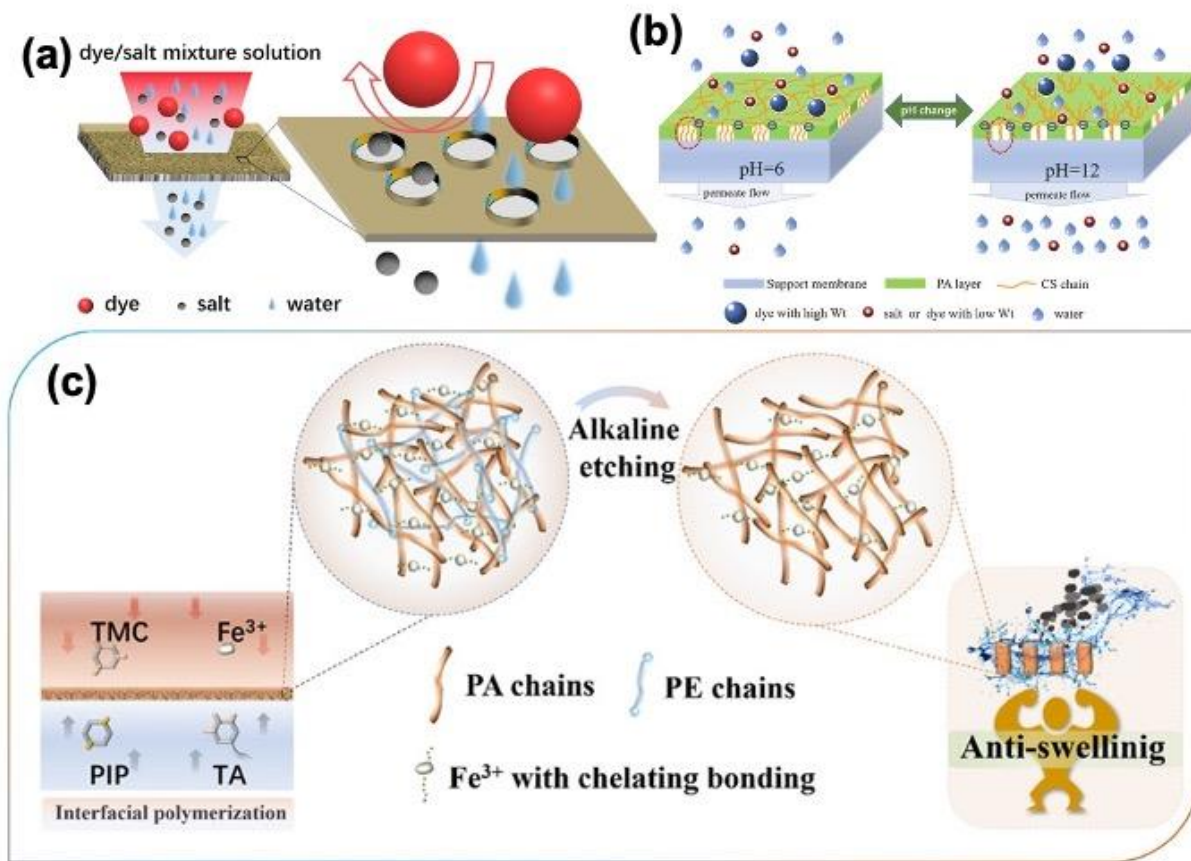 (a)
dye/salt mixture solution
dye salt water
(b)
pH change
pH=6
permeate flow
pH=12
permeate flow
Support membrane PA layer CS chain
dye with high Wt salt or dye with low Wt water
(c)
Alkaline
etching
TMC Fe³⁺
PIP TA
Interfacial polymerization
PA chains PE chains
Fe³⁺ with chelating bonding
Anti-swellinig